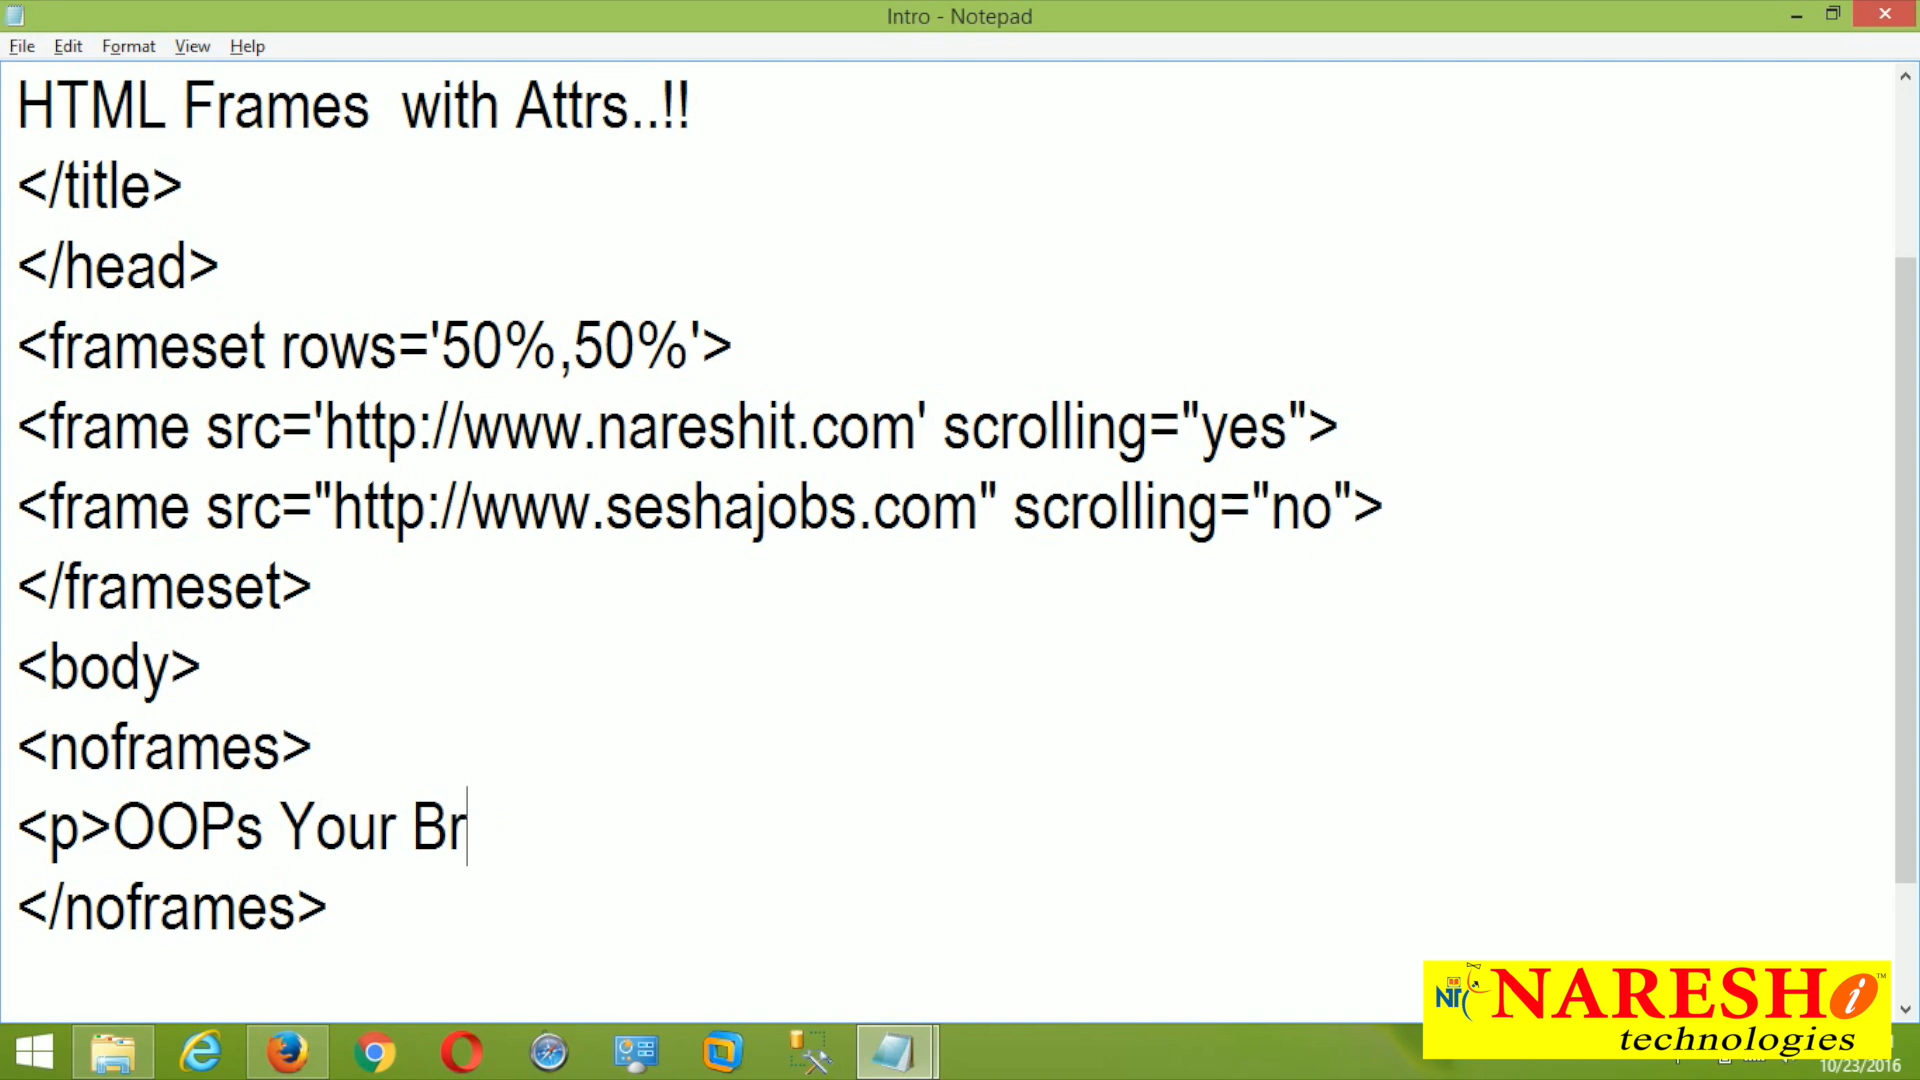 Intro - Notepad
File Edit Format View Help
HTML Frames  with Attrs..!!
</title>
</head>
<frameset rows='50%,50%'>
<frame src='http://www.nareshit.com' scrolling="yes">
<frame src="http://www.seshajobs.com" scrolling="no">
</frameset>
<body>
<noframes>
<p>OOPs Your Br
</noframes>
NARESH i ™
technologies
10/23/2016